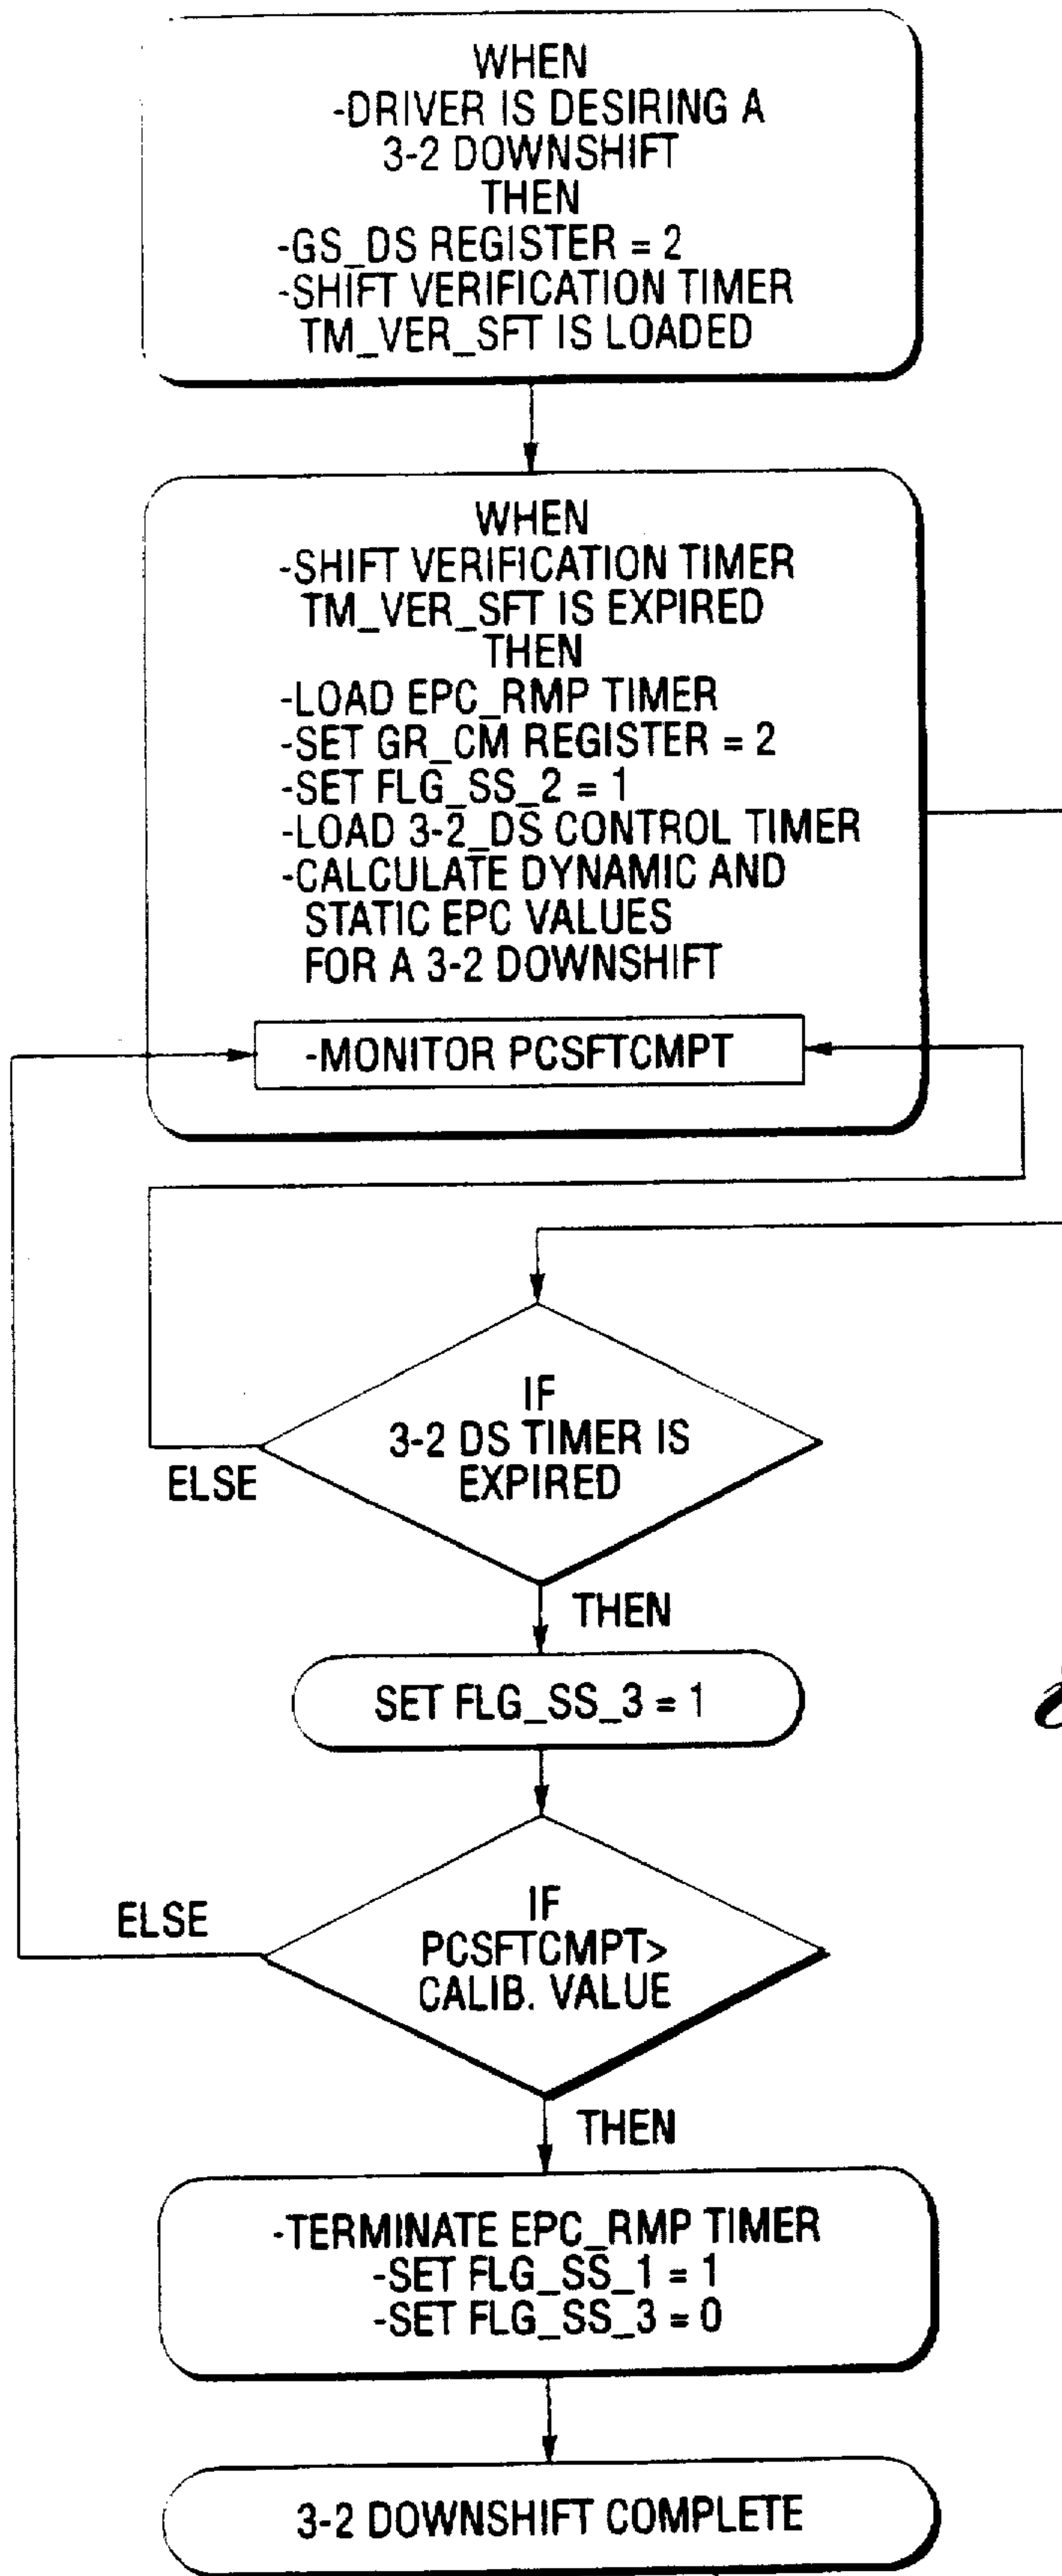 WHEN
-DRIVER IS DESIRING A
3-2 DOWNSHIFT
THEN
-GS_DS REGISTER = 2
-SHIFT VERIFICATION TIMER
TM_VER_SFT IS LOADED
WHEN
-SHIFT VERIFICATION TIMER
TM_VER_SFT IS EXPIRED
THEN
-LOAD EPC_RMP TIMER
-SET GR_CM REGISTER = 2
-SET FLG_SS_2 = 1
-LOAD 3-2_DS CONTROL TIMER
-CALCULATE DYNAMIC AND
STATIC EPC VALUES
FOR A 3-2 DOWNSHIFT
-MONITOR PCSFTCMPT
IF
3-2 DS TIMER IS
EXPIRED
ELSE
THEN
SET FLG_SS_3 = 1
ELSE
IF
PCSFTCMPT>
CALIB. VALUE
THEN
-TERMINATE EPC_RMP TIMER
-SET FLG_SS_1 = 1
-SET FLG_SS_3 = 0
3-2 DOWNSHIFT COMPLETE